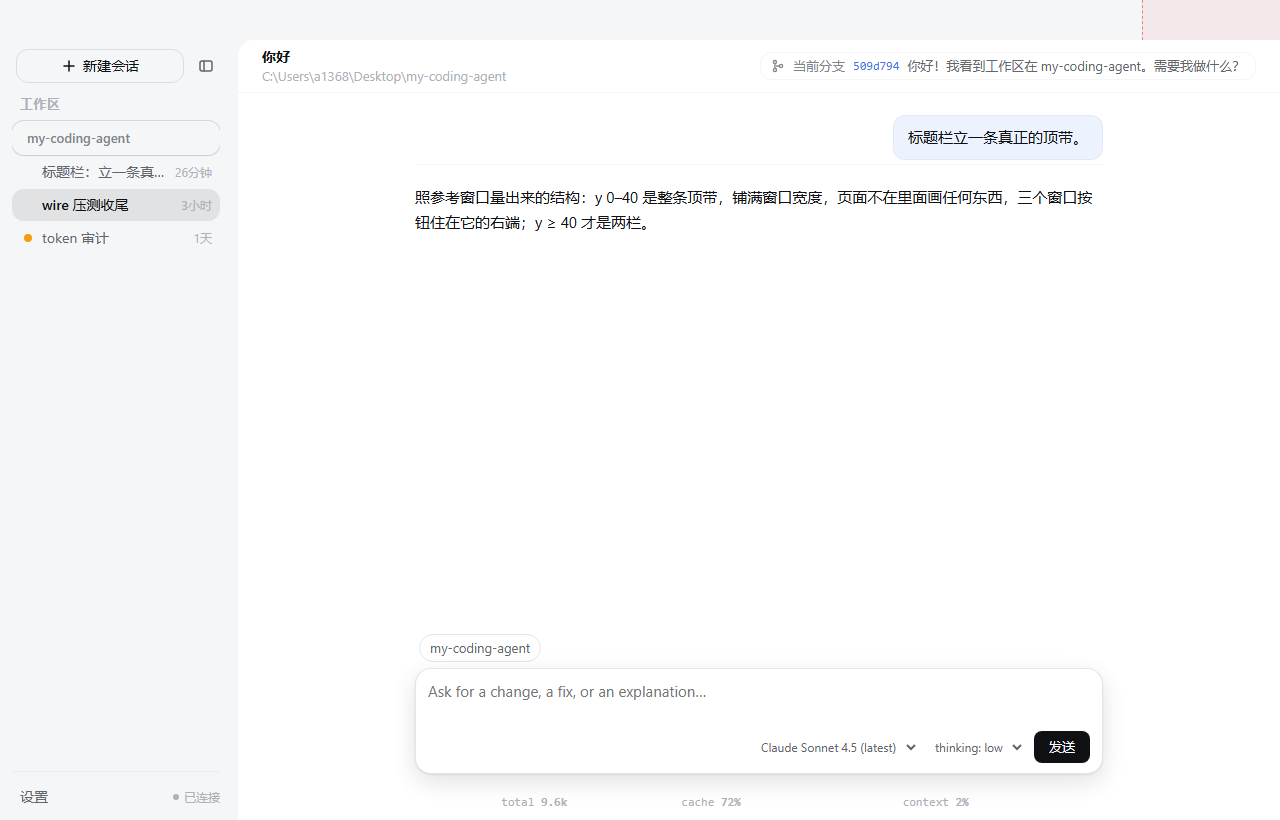 新建会话
工作区
my-coding-agent
标题栏：立一条真... 26分钟
wire 压测收尾 3小时
token 审计 1天
设置
已连接
你好
C:\Users\a1368\Desktop\my-coding-agent
当前分支 509d794 你好！我看到工作区在 my-coding-agent。需要我做什么？
标题栏立一条真正的顶带。
照参考窗口量出来的结构：y 0–40 是整条顶带，铺满窗口宽度，页面不在里面画任何东西，三个窗口按
钮住在它的右端；y ≥ 40 才是两栏。
my-coding-agent
Ask for a change, a fix, or an explanation...
Claude Sonnet 4.5 (latest) thinking: low 发送
total 9.6k cache 72% context 2%